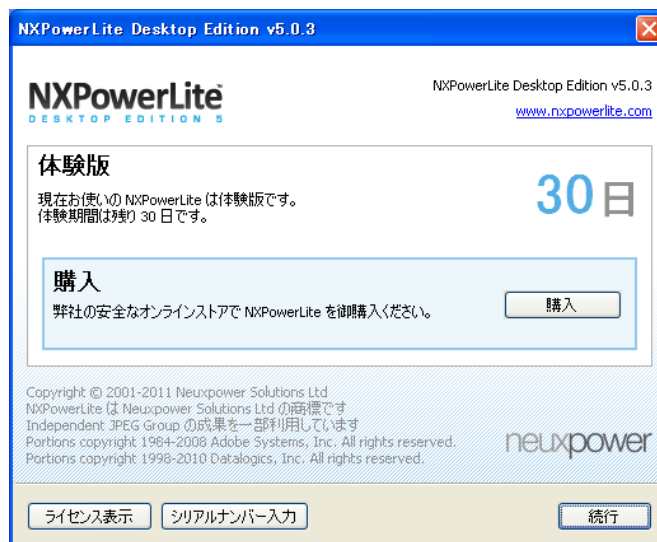 NXPowerLite Desktop Edition v5.0.3
NXPowerLite
DESKTOP EDITION 5
NXPowerLite Desktop Edition v5.0.3
www.nxpowerlite.com
体験版
現在お使いの NXPowerLite は体験版です。
体験期間は残り 30 日です。
30日
購入
弊社の安全なオンラインストアで NXPowerLite を御購入ください。
購入
Copyright © 2001-2011 Neuxpower Solutions Ltd
NXPowerLite は Neuxpower Solutions Ltd の商標です
Independent JPEG Group の成果を一部利用しています
Portions copyright 1984-2008 Adobe Systems, Inc. All rights reserved.
Portions copyright 1998-2010 Datalogics, Inc. All rights reserved.
neuxpower
ライセンス表示
シリアルナンバー入力
続行